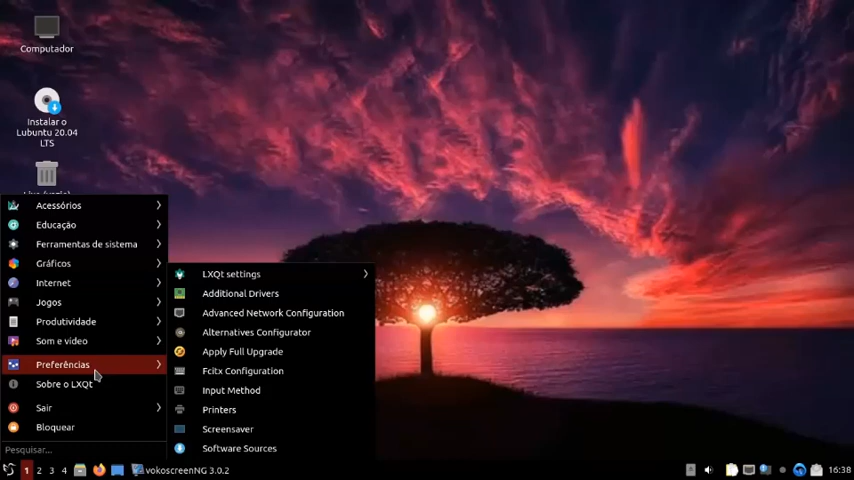 Computador
Instalar o
Lubuntu 20.04
LTS
Acessórios
Educação
Ferramentas de sistema
Gráficos
Internet
Jogos
Produtividade
Som e vídeo
Preferências
Sobre o LXQt
Sair
Bloquear
Pesquisar...
LXQt settings
Additional Drivers
Advanced Network Configuration
Alternatives Configurator
Apply Full Upgrade
Fcitx Configuration
Input Method
Printers
Screensaver
Software Sources
1 2 3 4 vokoscreenNG 3.0.2 16:38